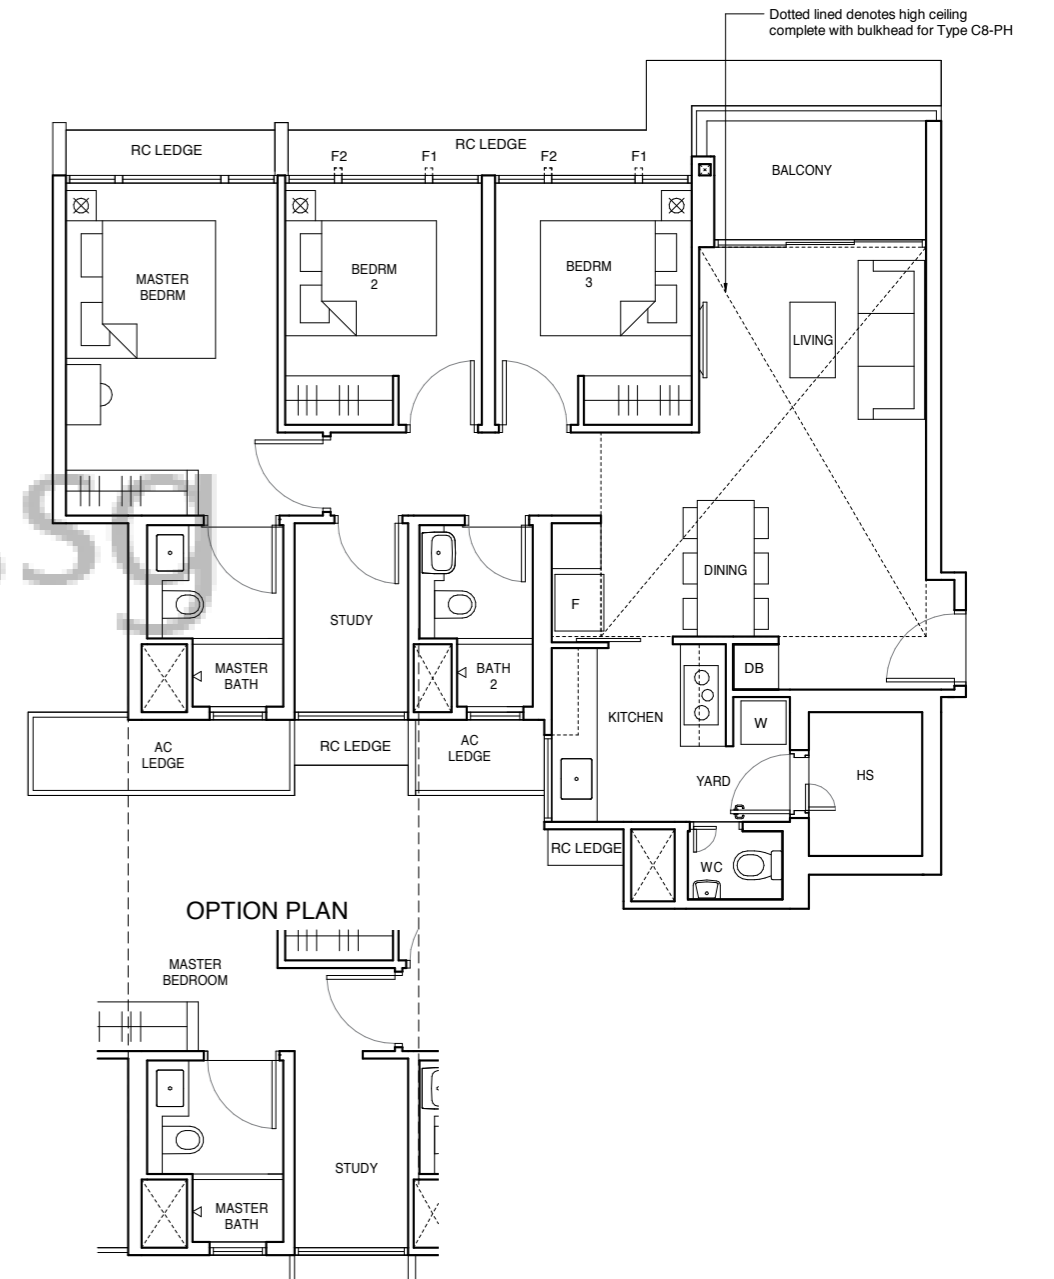 Dotted lined denotes high ceiling
complete with bulkhead for Type C8-PH
RC LEDGE
RC LEDGE
F2
F1
F2
F1
BALCONY
MASTER
BEDRM
BEDRM
2
BEDRM
3
LIVING
sg
DINING
F
STUDY
MASTER
BATH
BATH
2
DB
KITCHEN
W
AC
LEDGE
RC LEDGE
AC
LEDGE
YARD
HS
RC LEDGE
WC
OPTION PLAN
MASTER
BEDROOM
STUDY
MASTER
BATH